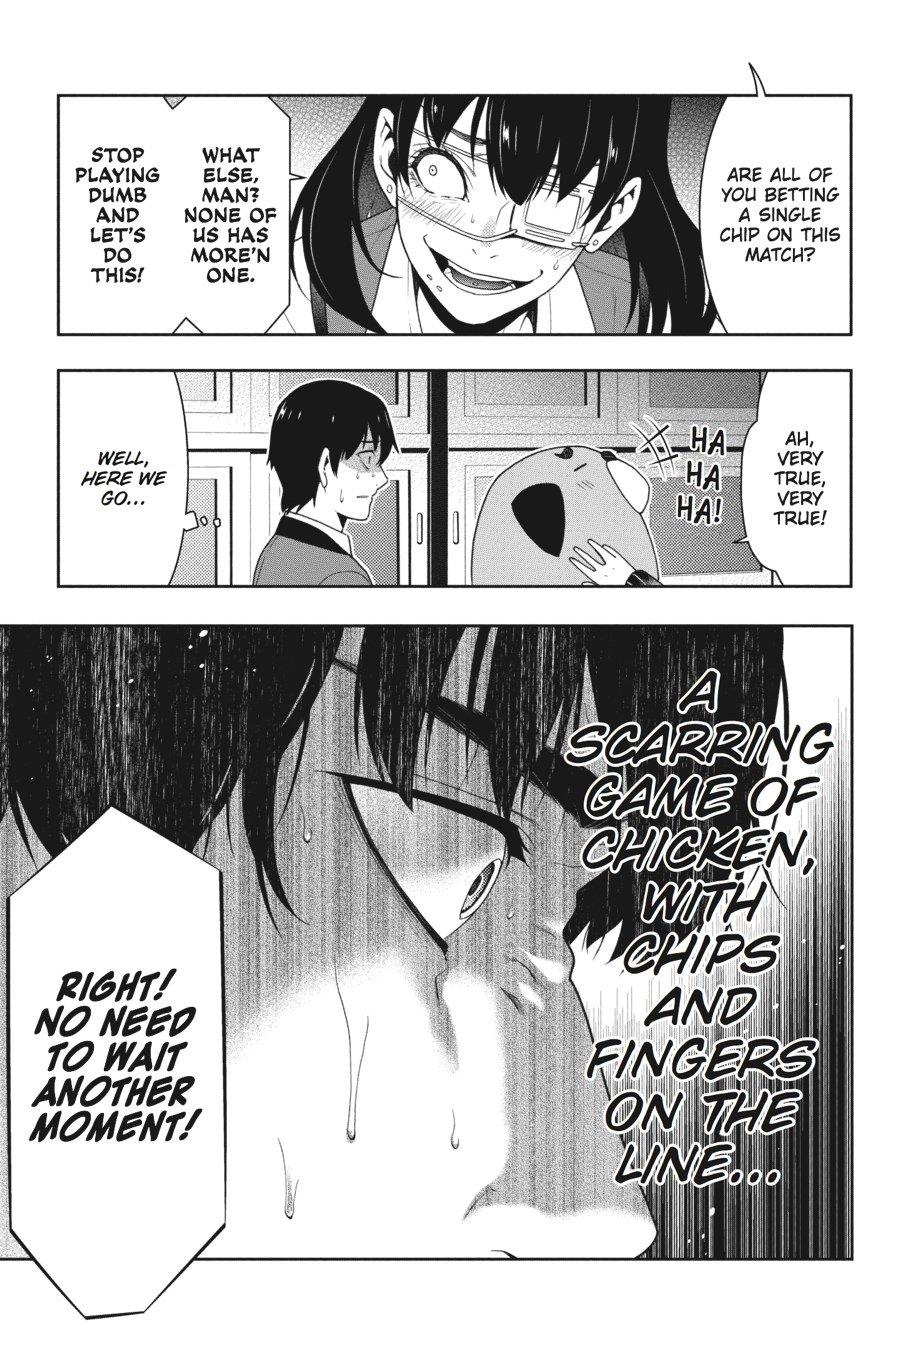 ARE ALL OF
YOU BETTING
A SINGLE
CHIP ON THIS
MATCH?
WHAT
ELSE,
MAN?
NONE OF
US HAS
MORE'N
ONE.
STOP
PLAYING
DUMB
AND
LET'S
DO
THIS!
AH,
VERY
TRUE,
VERY
TRUE!
HA
HA
HA!
WELL,
HERE WE
GO...
A
SCARRING
GAME OF
CHICKEN,
WITH
CHIPS
AND
FINGERS
ON THE
LINE...
RIGHT!
NO NEED
TO WAIT
ANOTHER
MOMENT!